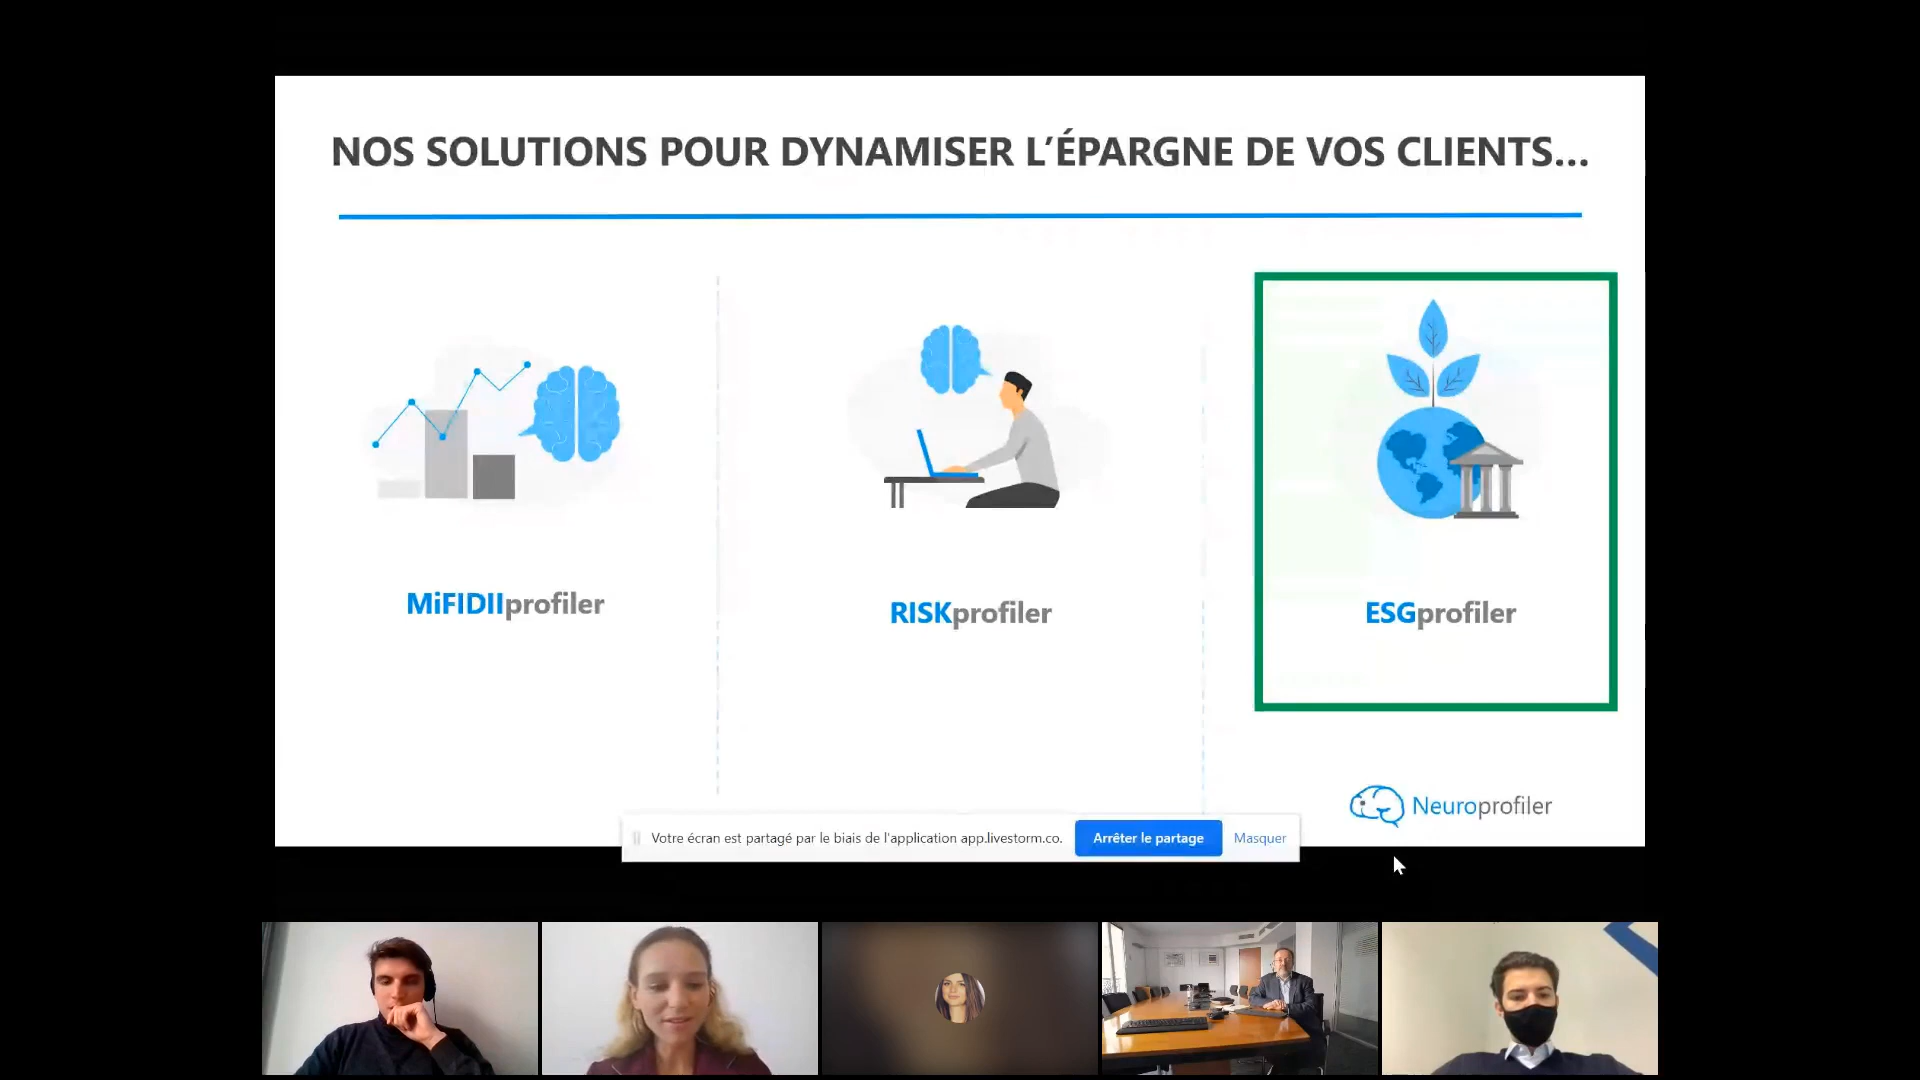 NOS SOLUTIONS POUR DYNAMISER L'ÉPARGNE DE VOS CLIENTS...
MiFIDIIprofiler
RISKprofiler
ESGprofiler
Neuroprofiler
Votre écran est partagé par le biais de l'application app.livestorm.co.
Arrêter le partage
Masquer